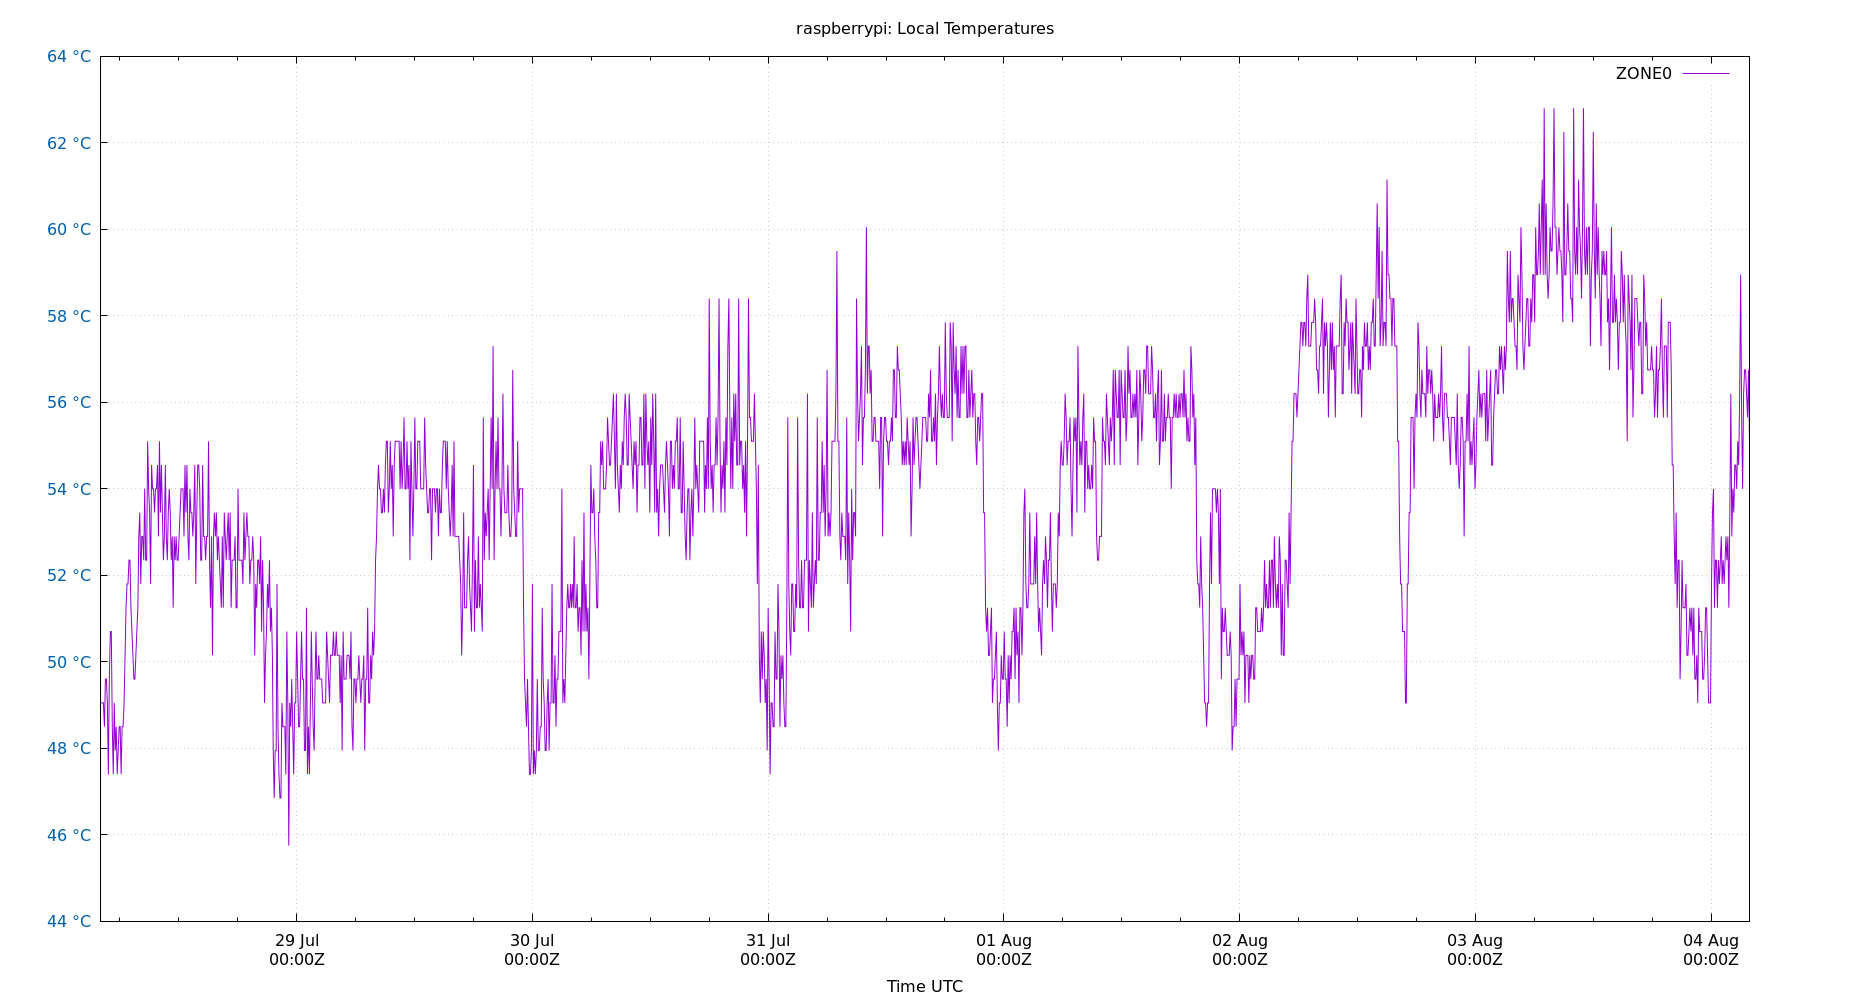 raspberrypi: Local Temperatures
64 °C
ZONE0
62 °C
60 °C
58 °C
56 °C
54 °C
52 °C
50 °C
48 °C
46 °C
44 °C
29 Jul 30 Jul 31 Jul 01 Aug 02 Aug 03 Aug 04 Aug
00:00Z 00:00Z 00:00Z 00:00Z 00:00Z 00:00Z 00:00Z
Time UTC